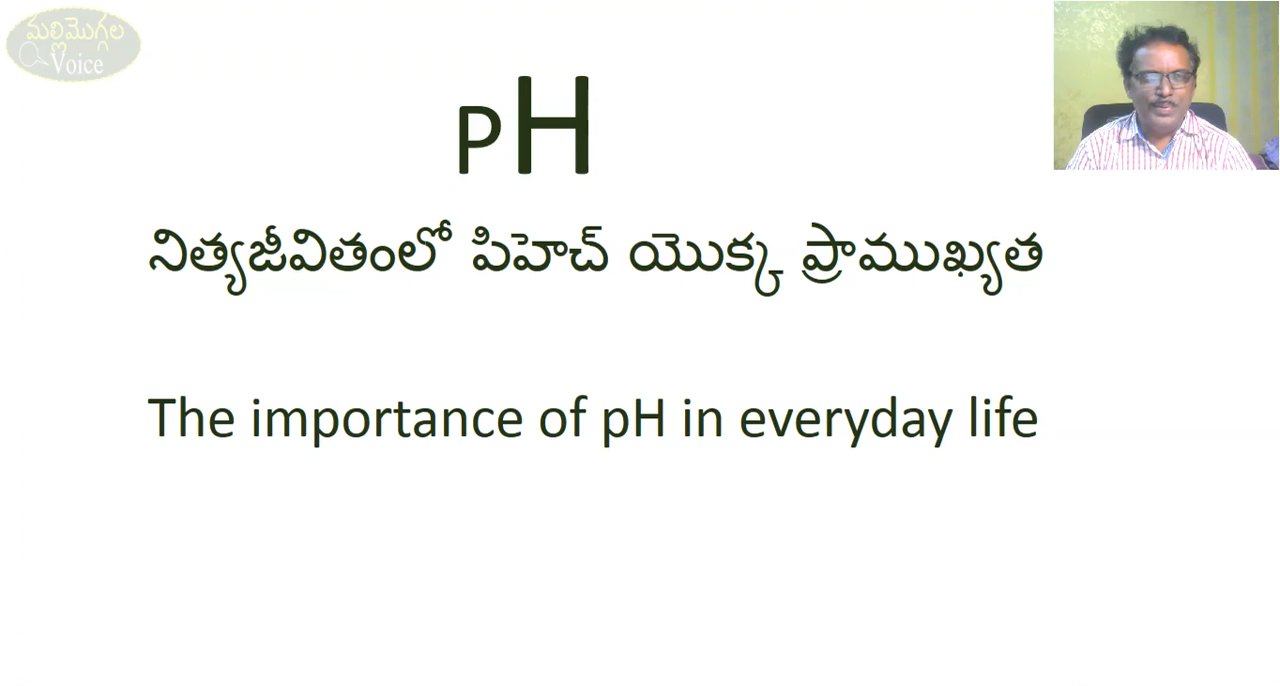 మల్లిమొగ్గల
Voice
pH
నిత్యజీవితంలో పిహెచ్ యొక్క ప్రాముఖ్యత
The importance of pH in everyday life